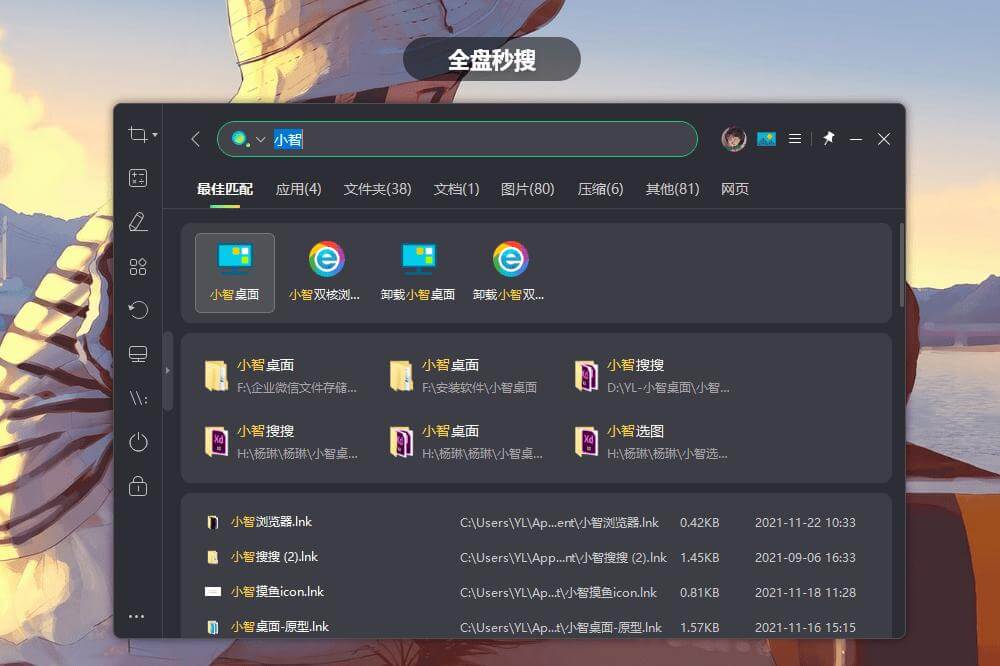 全盘秒搜
小智
最佳匹配 应用(4) 文件夹(38) 文档(1) 图片(80) 压缩(6) 其他(81) 网页
小智桌面 小智双核浏... 卸载小智桌面 卸载小智双...
小智桌面 小智桌面 小智搜搜
F:\企业微信文件存储... F:\安装软件\小智桌面 D:\YL-小智桌面\小智...
小智搜搜 小智桌面 小智选图
H:\杨琳\杨琳\小智桌... H:\杨琳\杨琳\小智桌... H:\杨琳\杨琳\小智选...
小智浏览器.lnk C:\Users\YL\Ap...ent\小智浏览器.lnk 0.42KB 2021-11-22 10:33
小智搜搜 (2).lnk C:\Users\YL\App...nt\小智搜搜 (2).lnk 1.45KB 2021-09-06 16:33
小智摸鱼icon.lnk C:\Users\YL\Ap...t\小智摸鱼icon.lnk 0.81KB 2021-11-18 11:28
小智桌面-原型.lnk C:\Users\YL\Ap...t\小智桌面-原型.lnk 1.57KB 2021-11-16 15:15